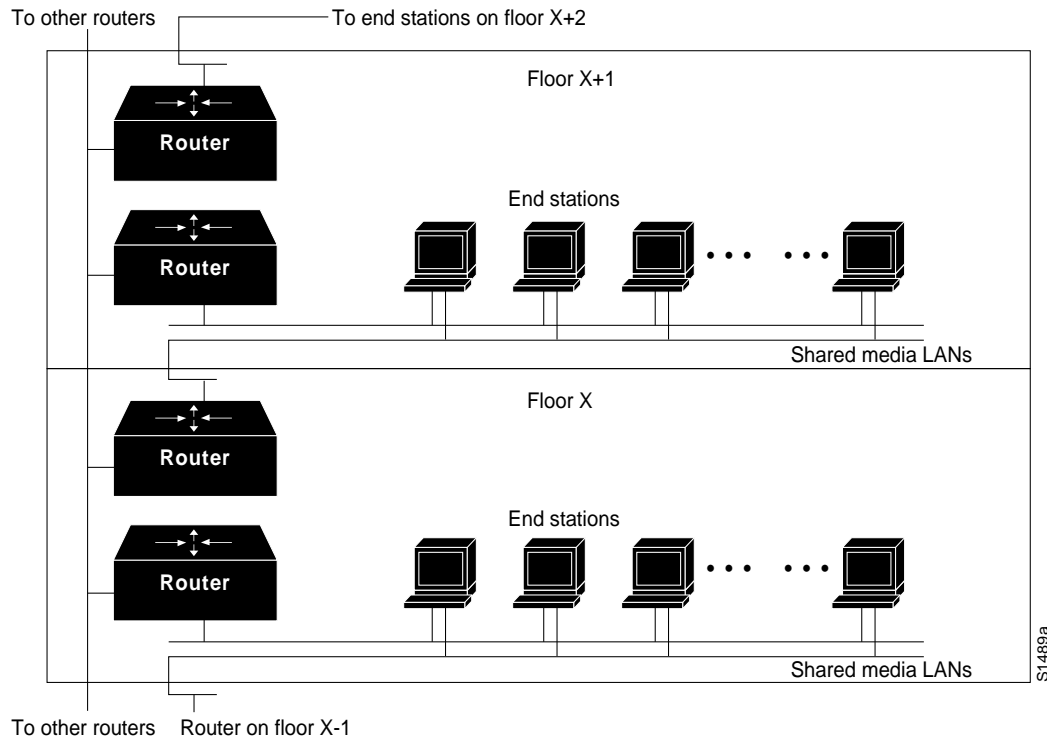 To other routers
To end stations on floor X+2
Floor X+1
Router
End stations
Router
Shared media LANs
Floor X
Router
End stations
Router
Shared media LANs
S1489a
To other routers
Router on floor X-1